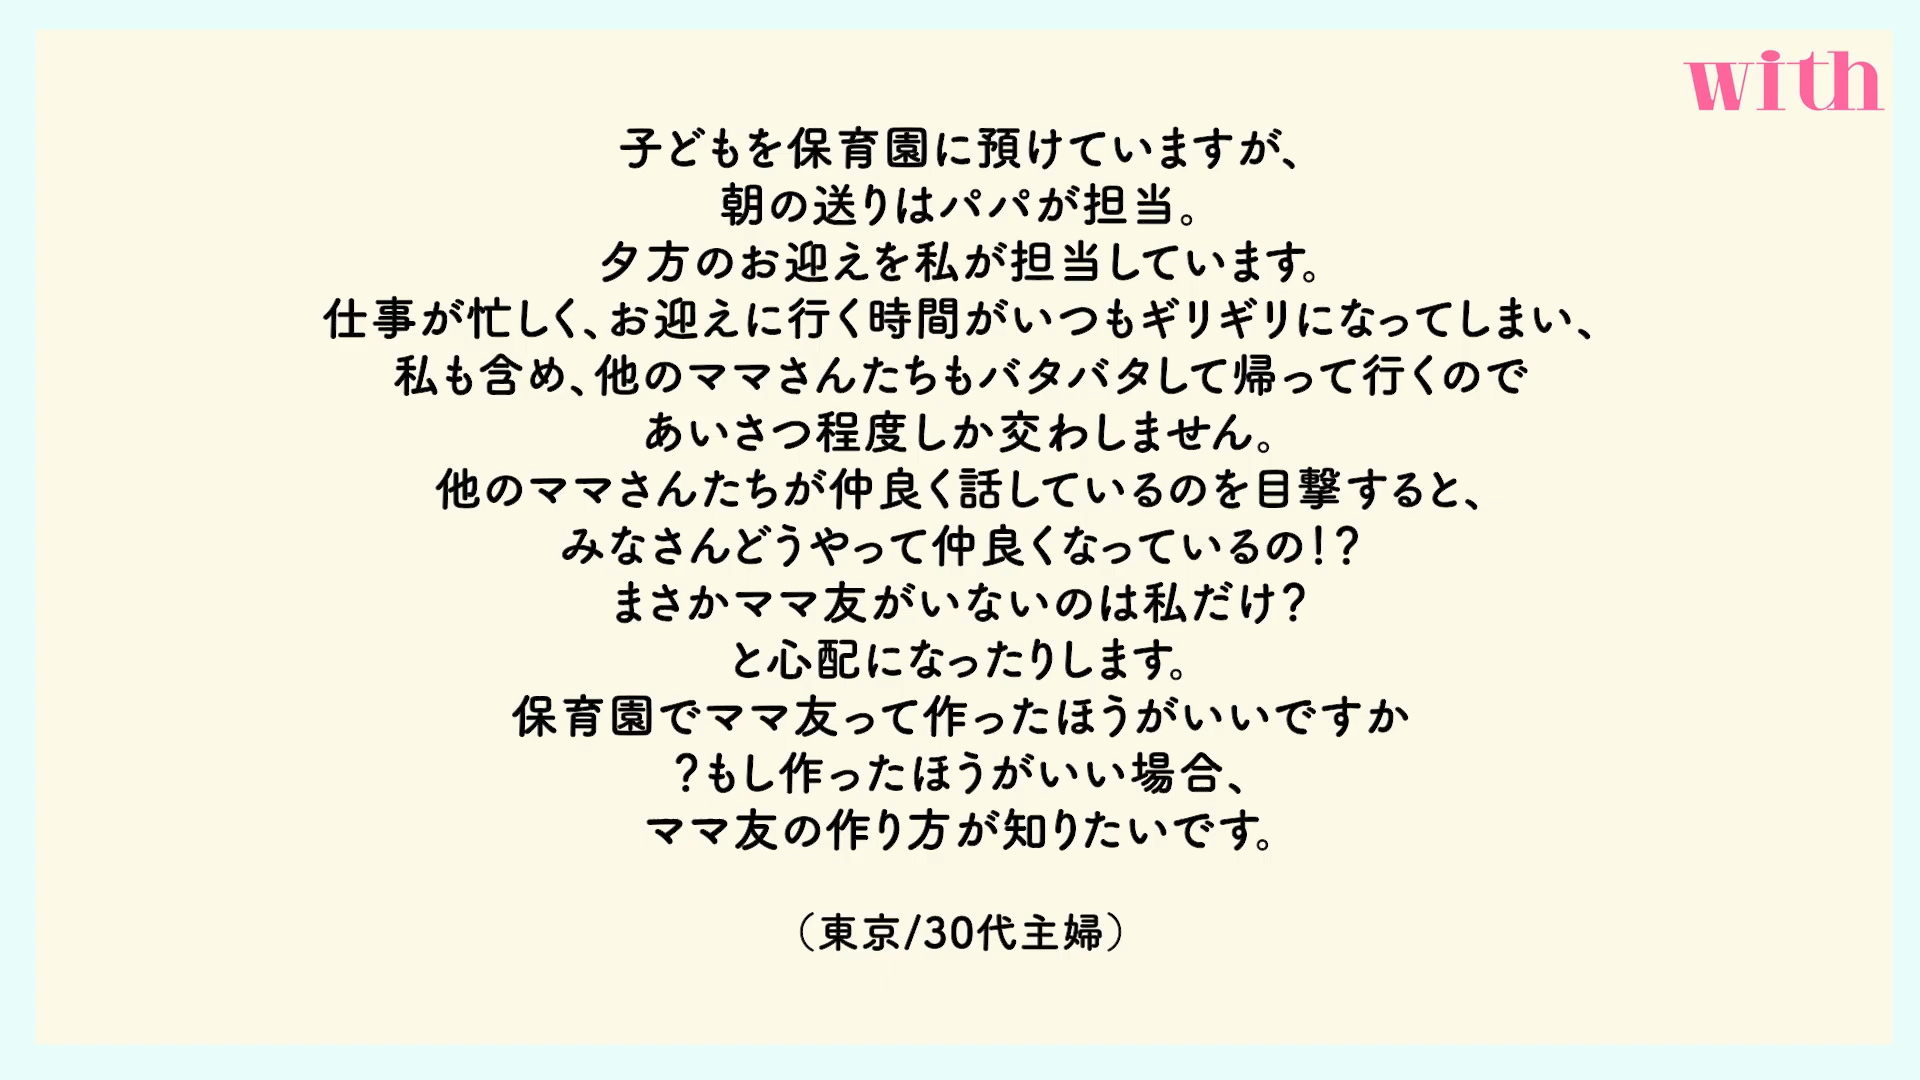 with
子どもを保育園に預けていますが、
朝の送りはパパが担当。
夕方のお迎えを私が担当しています。
仕事が忙しく、お迎えに行く時間がいつもギリギリになってしまい、
私も含め、他のママさんたちもバタバタして帰って行くので
あいさつ程度しか交わしません。
他のママさんたちが仲良く話しているのを目撃すると、
みなさんどうやって仲良くなっているの!?
まさかママ友がいないのは私だけ?
と心配になったりします。
保育園でママ友って作ったほうがいいですか
?もし作ったほうがいい場合、
ママ友の作り方が知りたいです。
（東京/30代主婦）